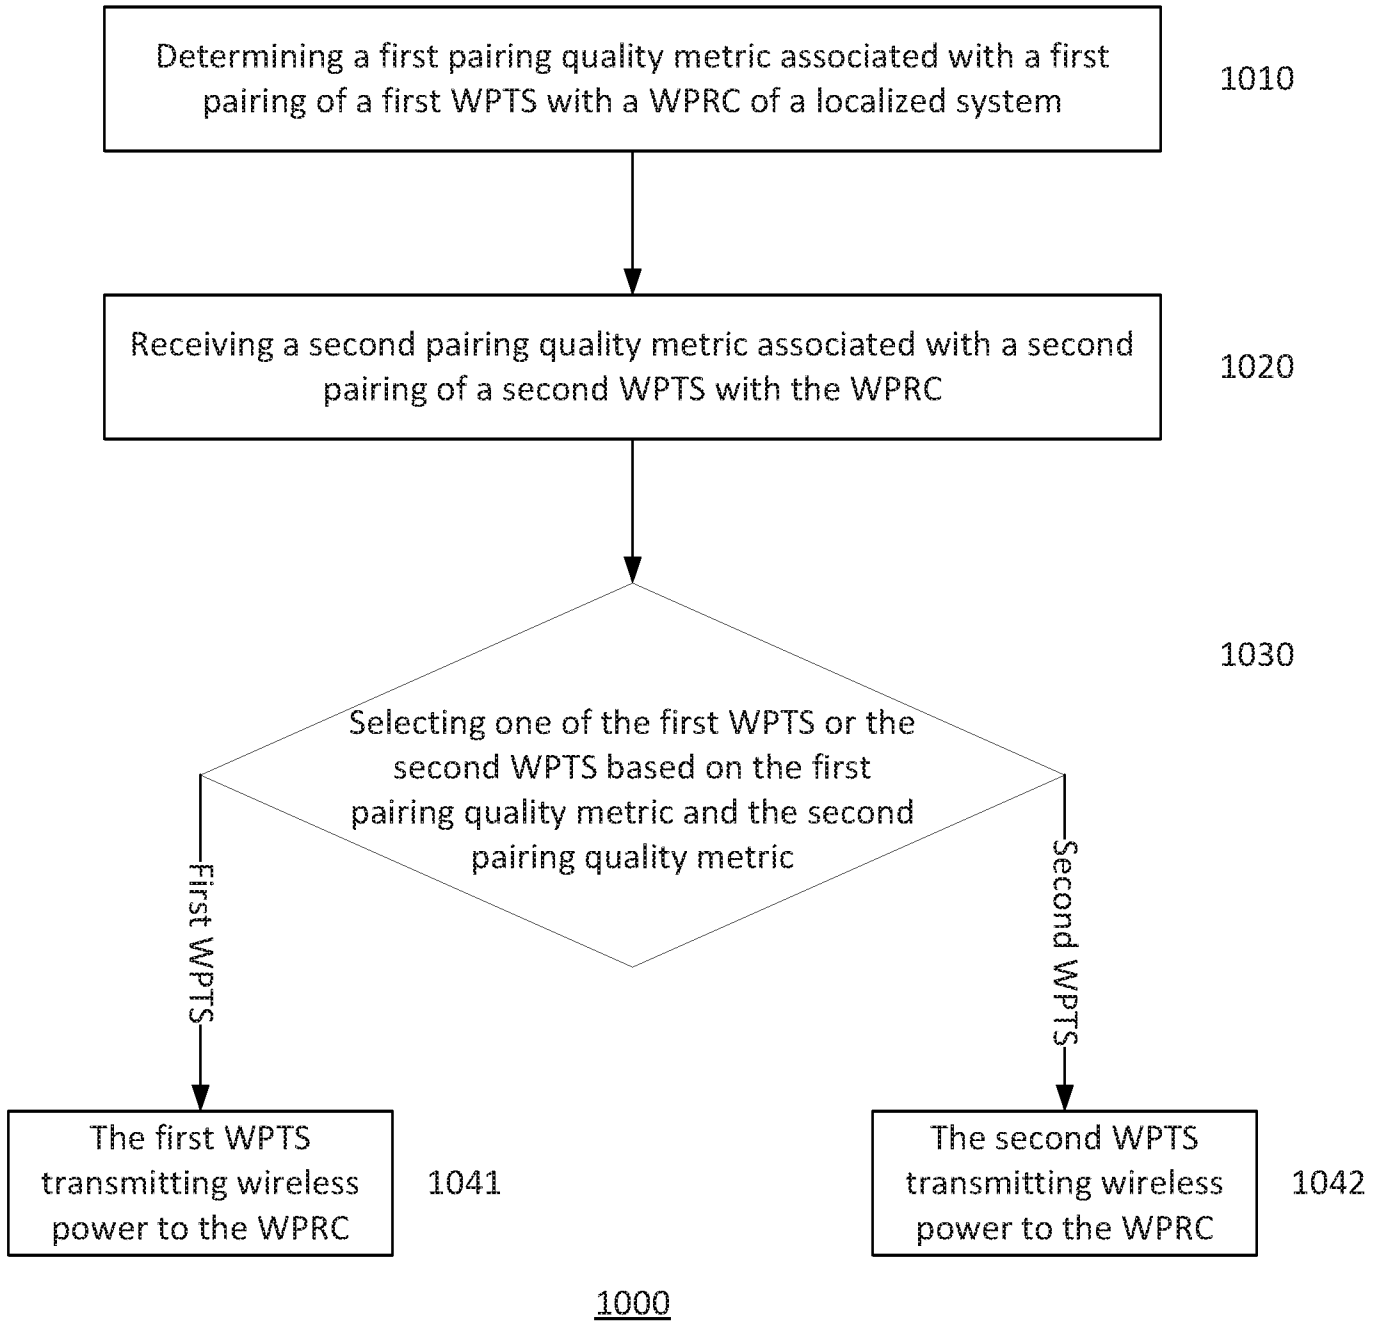 Determining a first pairing quality metric associated with a first
pairing of a first WPTS with a WPRC of a localized system
1010
Receiving a second pairing quality metric associated with a second
pairing of a second WPTS with the WPRC
1020
1030
Selecting one of the first WPTS or the
second WPTS based on the first
pairing quality metric and the second
pairing quality metric
First WPTS
Second WPTS
The first WPTS
transmitting wireless
power to the WPRC
1041
The second WPTS
transmitting wireless
power to the WPRC
1042
1000